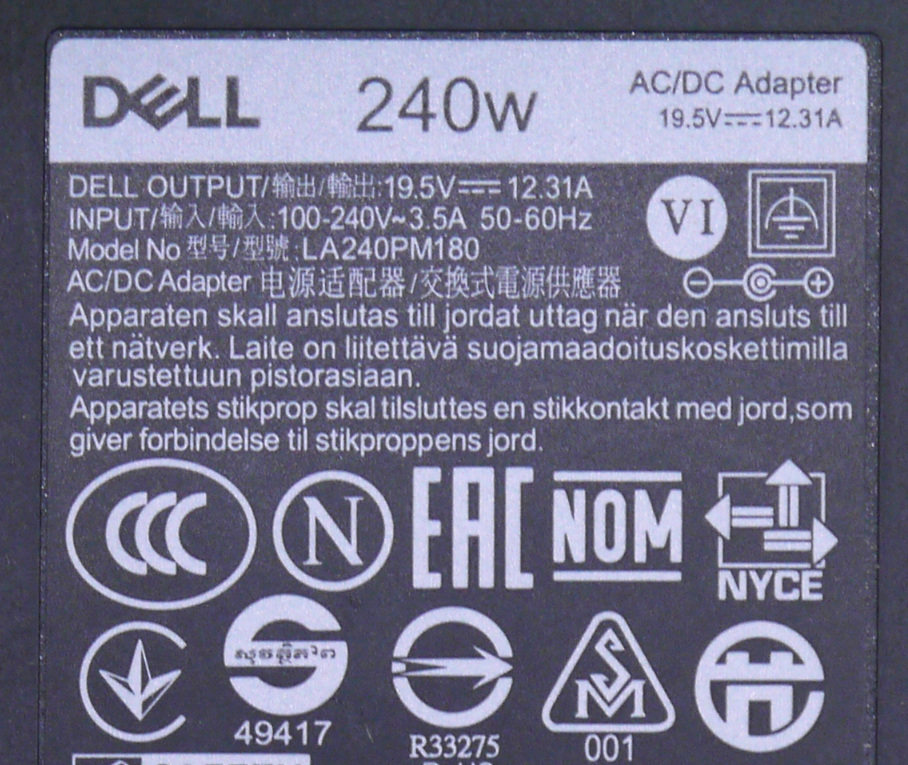 DELL 240w AC/DC Adapter
19.5V⎓12.31A
DELL OUTPUT/输出/輸出:19.5V⎓12.31A
INPUT/输入/輸入:100-240V~3.5A 50-60Hz
VI
Model No 型号/型號:LA240PM180
AC/DC Adapter 电源适配器/交換式電源供應器
Apparaten skall anslutas till jordat uttag när den ansluts till
ett nätverk. Laite on liitettävä suojamaadoituskoskettimilla
varustettuun pistorasiaan.
Apparatets stikprop skal tilsluttes en stikkontakt med jord,som
giver forbindelse til stikproppens jord.
CCC N EAC NOM NYCE
49417 R33275 SM 001